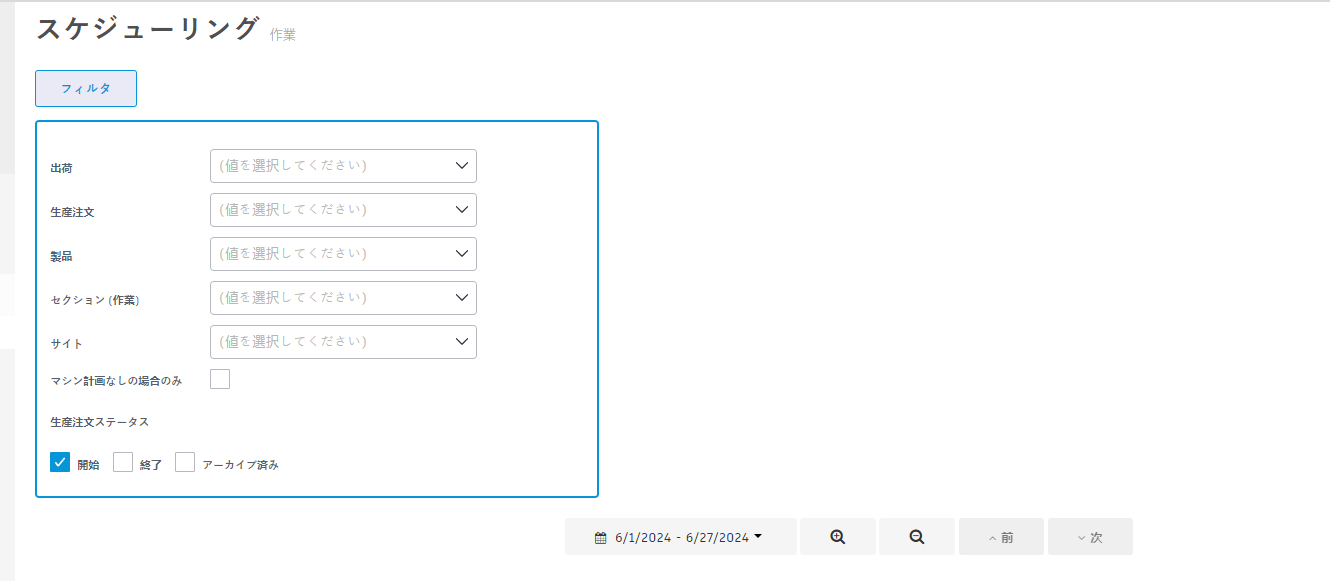 スケジューリング 作業
フィルタ
出荷 (値を選択してください)
生産注文 (値を選択してください)
製品 (値を選択してください)
セクション (作業) (値を選択してください)
サイト (値を選択してください)
マシン計画なしの場合のみ
生産注文ステータス
開始 終了 アーカイブ済み
6/1/2024 - 6/27/2024 前 次